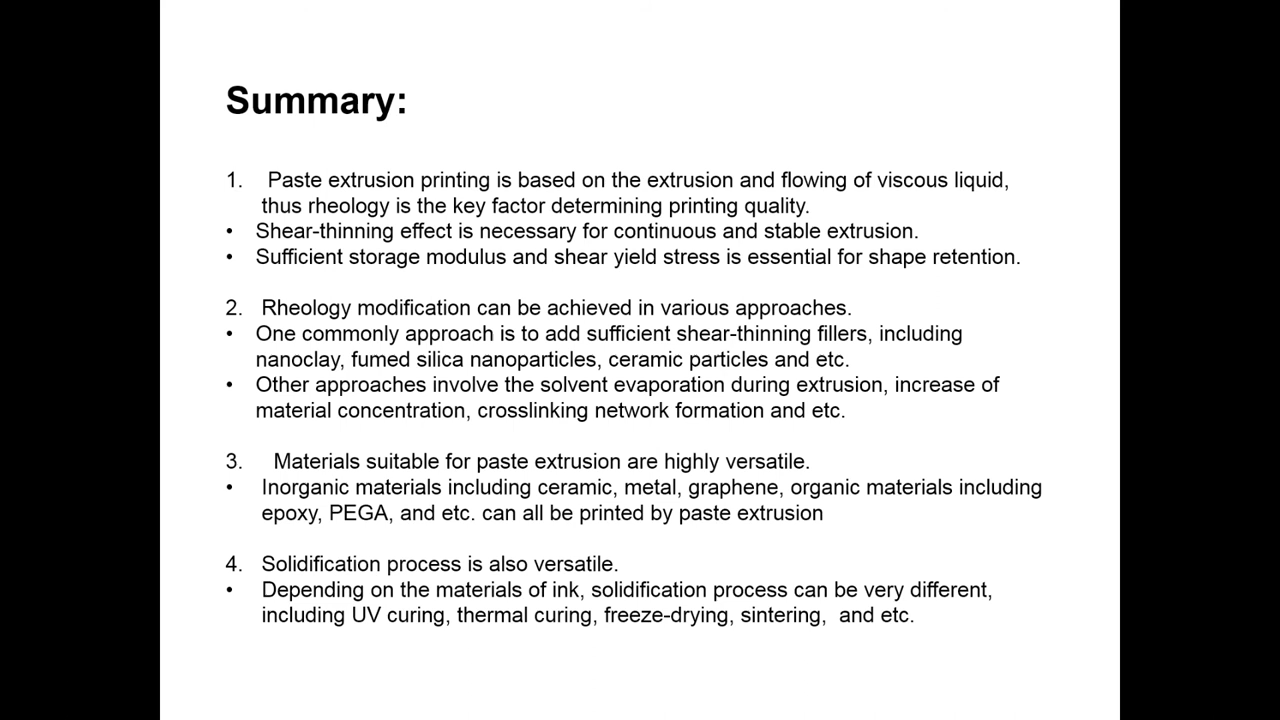 Summary:
1. Paste extrusion printing is based on the extrusion and flowing of viscous liquid,
thus rheology is the key factor determining printing quality.
• Shear-thinning effect is necessary for continuous and stable extrusion.
• Sufficient storage modulus and shear yield stress is essential for shape retention.
2. Rheology modification can be achieved in various approaches.
• One commonly approach is to add sufficient shear-thinning fillers, including
nanoclay, fumed silica nanoparticles, ceramic particles and etc.
• Other approaches involve the solvent evaporation during extrusion, increase of
material concentration, crosslinking network formation and etc.
3. Materials suitable for paste extrusion are highly versatile.
• Inorganic materials including ceramic, metal, graphene, organic materials including
epoxy, PEGA, and etc. can all be printed by paste extrusion
4. Solidification process is also versatile.
• Depending on the materials of ink, solidification process can be very different,
including UV curing, thermal curing, freeze-drying, sintering, and etc.